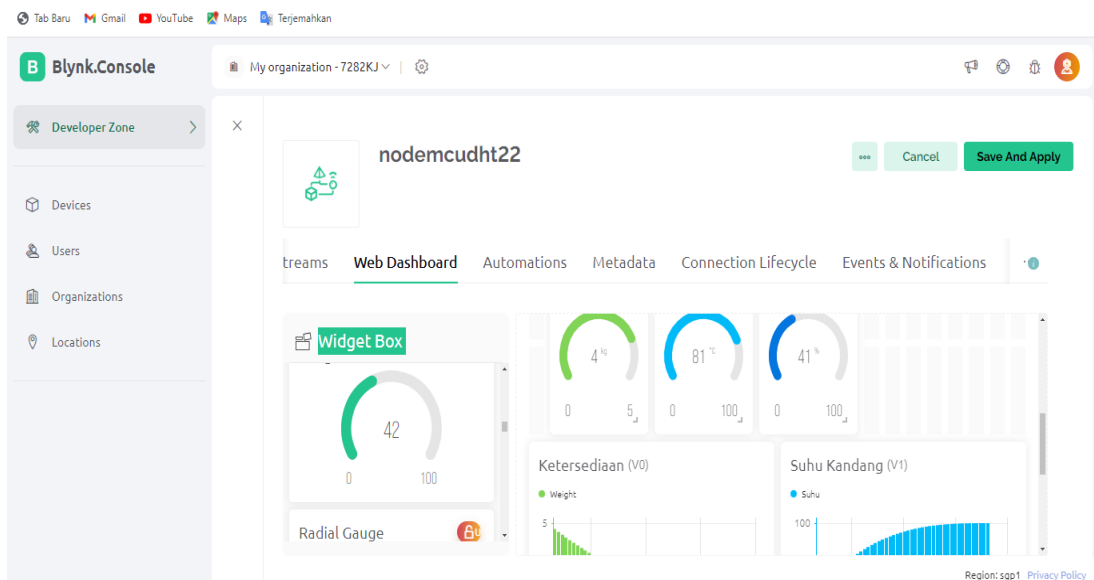 Tab Baru Gmail YouTube Maps Terjemahkan
B Blynk.Console
My organization - 7282KJ
Developer Zone
Devices
Users
Organizations
Locations
nodemcudht22
Cancel Save And Apply
treams Web Dashboard Automations Metadata Connection Lifecycle Events & Notifications
Widget Box
42
0 100
Radial Gauge
4 kg
0 5
81 °C
0 100
41 %
0 100
Ketersediaan (V0)
Weight
5
Suhu Kandang (V1)
Suhu
100
Region: sgp1 Privacy Policy